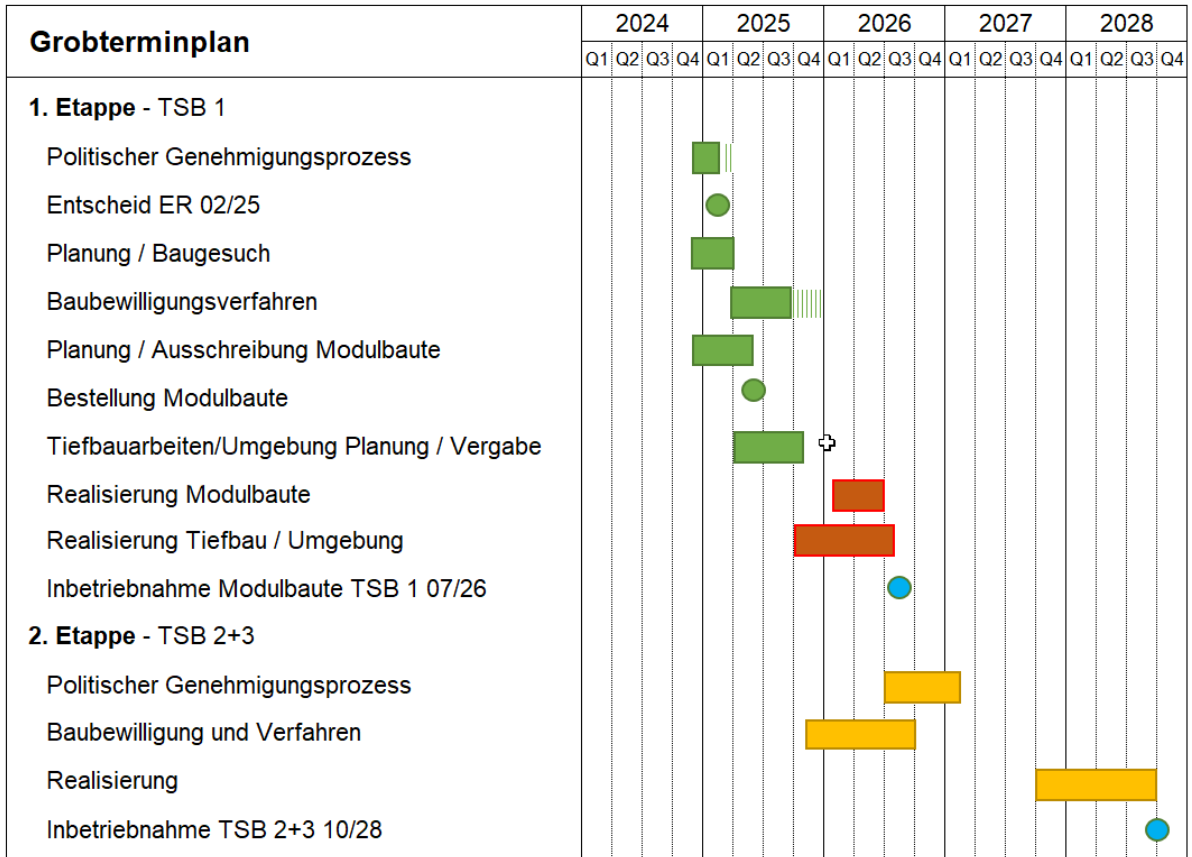 Grobterminplan
2024 2025 2026 2027 2028
Q1 Q2 Q3 Q4 Q1 Q2 Q3 Q4 Q1 Q2 Q3 Q4 Q1 Q2 Q3 Q4 Q1 Q2 Q3 Q4
1. Etappe - TSB 1
Politischer Genehmigungsprozess
Entscheid ER 02/25
Planung / Baugesuch
Baubewilligungsverfahren
Planung / Ausschreibung Modulbaute
Bestellung Modulbaute
Tiefbauarbeiten/Umgebung Planung / Vergabe
Realisierung Modulbaute
Realisierung Tiefbau / Umgebung
Inbetriebnahme Modulbaute TSB 1 07/26
2. Etappe - TSB 2+3
Politischer Genehmigungsprozess
Baubewilligung und Verfahren
Realisierung
Inbetriebnahme TSB 2+3 10/28